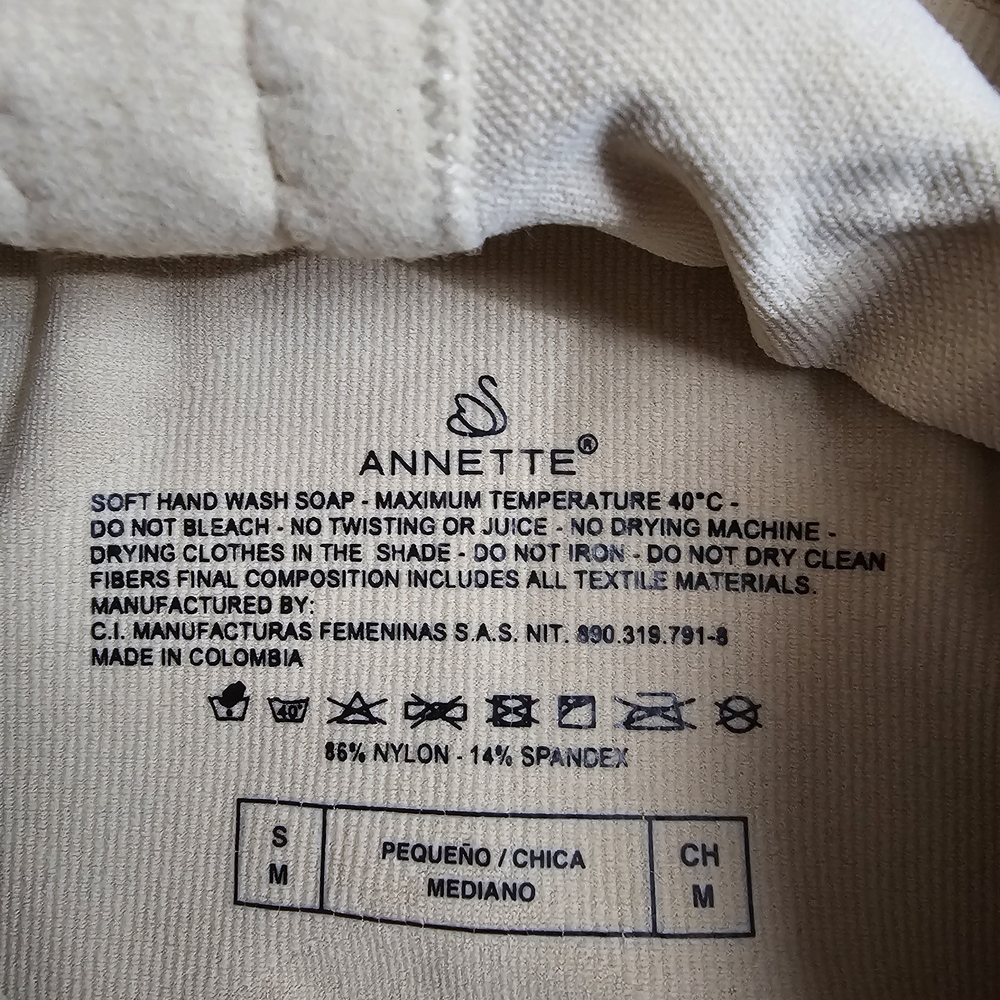 ANNETTE®
SOFT HAND WASH SOAP - MAXIMUM TEMPERATURE 40°C -
DO NOT BLEACH - NO TWISTING OR JUICE - NO DRYING MACHINE -
DRYING CLOTHES IN THE SHADE - DO NOT IRON - DO NOT DRY CLEAN
FIBERS FINAL COMPOSITION INCLUDES ALL TEXTILE MATERIALS.
MANUFACTURED BY:
C.I. MANUFACTURAS FEMENINAS S.A.S. NIT. 890.319.791-8
MADE IN COLOMBIA
40°
86% NYLON - 14% SPANDEX
S PEQUEÑO / CHICA CH
M MEDIANO M